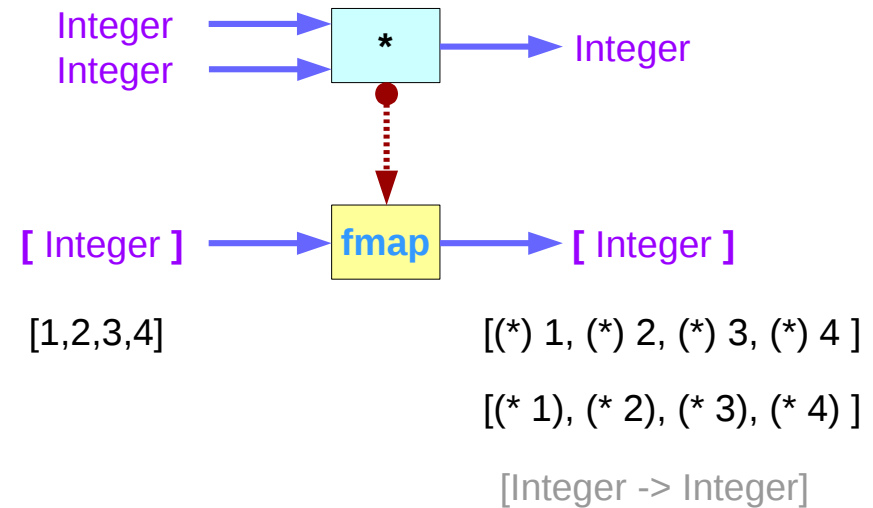 Integer
Integer
*
Integer
[ Integer ]
fmap
[ Integer ]
[1,2,3,4]
[(*) 1, (*) 2, (*) 3, (*) 4 ]
[(* 1), (* 2), (* 3), (* 4) ]
[Integer -> Integer]